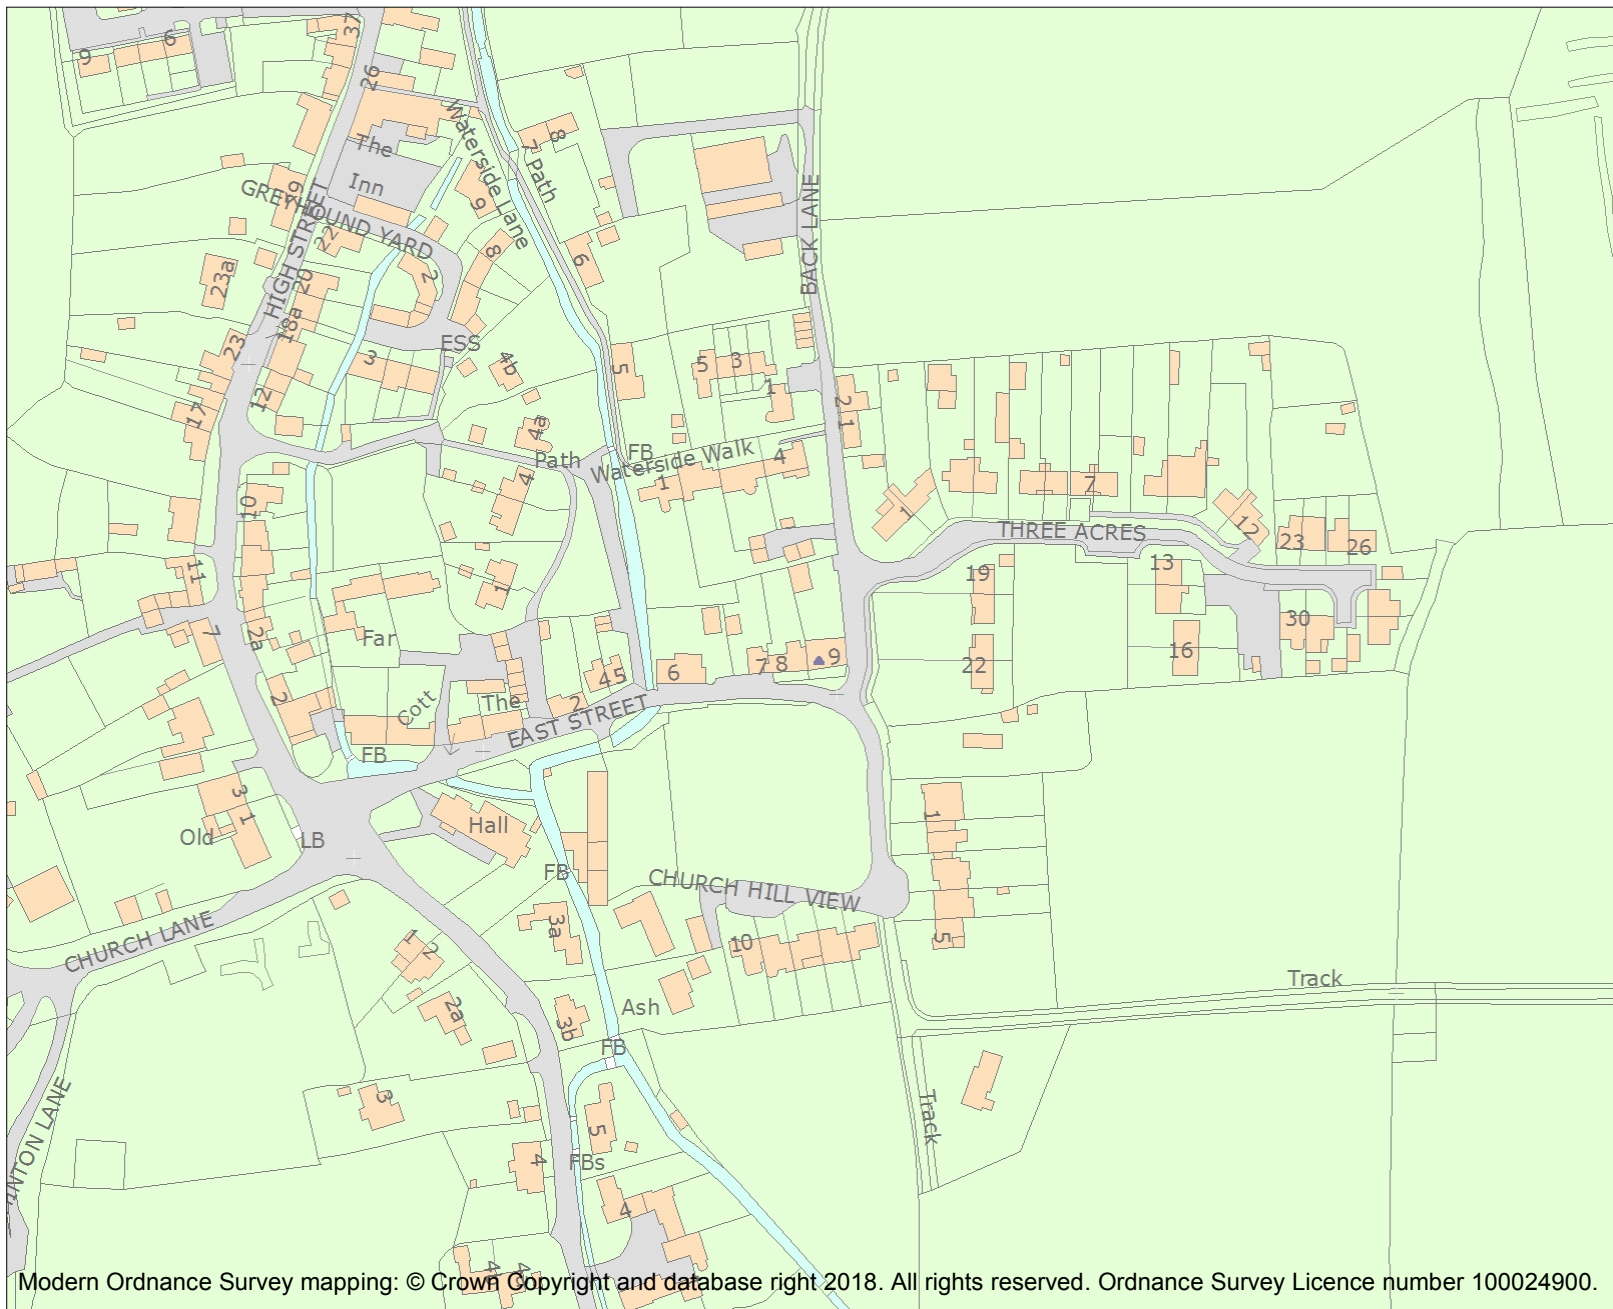 37
6
9
26
The
Inn
Waterside Lane
7
8
Path
19
GREYHOUND YARD
9
HIGH STREET
22
BACK LANE
8
6
2
23a
20
18a
ESS
23
3
4b
5
5
3
1
2
1
12
17
4a
Path
FB
Waterside Walk
4
1
4
7
1
12
THREE ACRES
10
23
26
11
1
19
13
7
2a
Far
30
16
22
6
7
8
9
4
5
2
Cott
The
2
EAST STREET
FB
3
1
Old
LB
Hall
1
FB
CHURCH HILL VIEW
3a
CHURCH LANE
1
2
10
5
Track
2a
3b
Ash
FB
3
Track
5
4
FBs
4
INTON LANE
Modern Ordnance Survey mapping: © Crown Copyright and database right 2018. All rights reserved. Ordnance Survey Licence number 100024900.